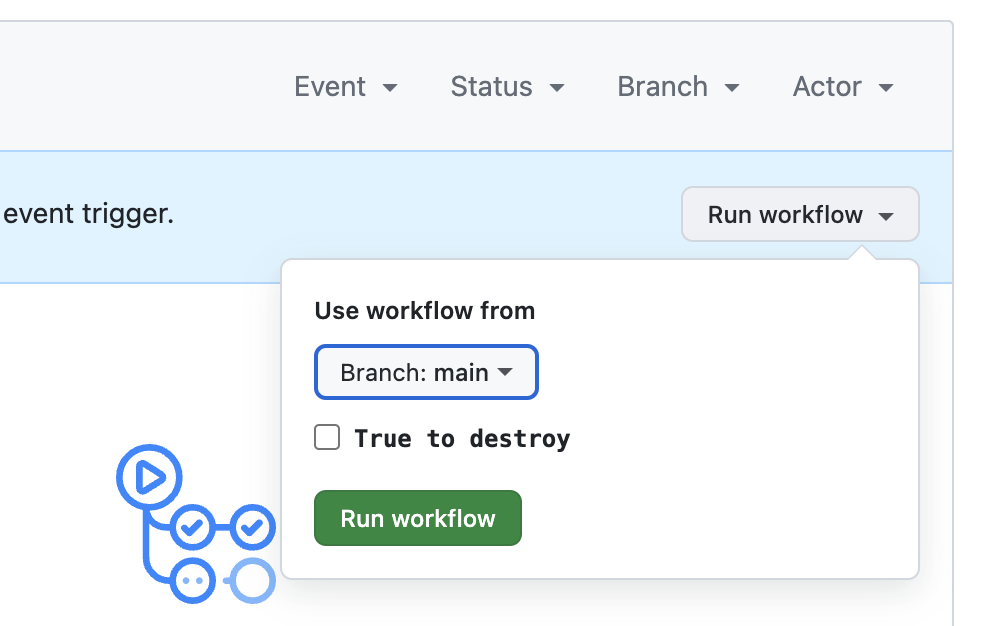 Event Status Branch Actor
event trigger.
Run workflow
Use workflow from
Branch: main
True to destroy
Run workflow